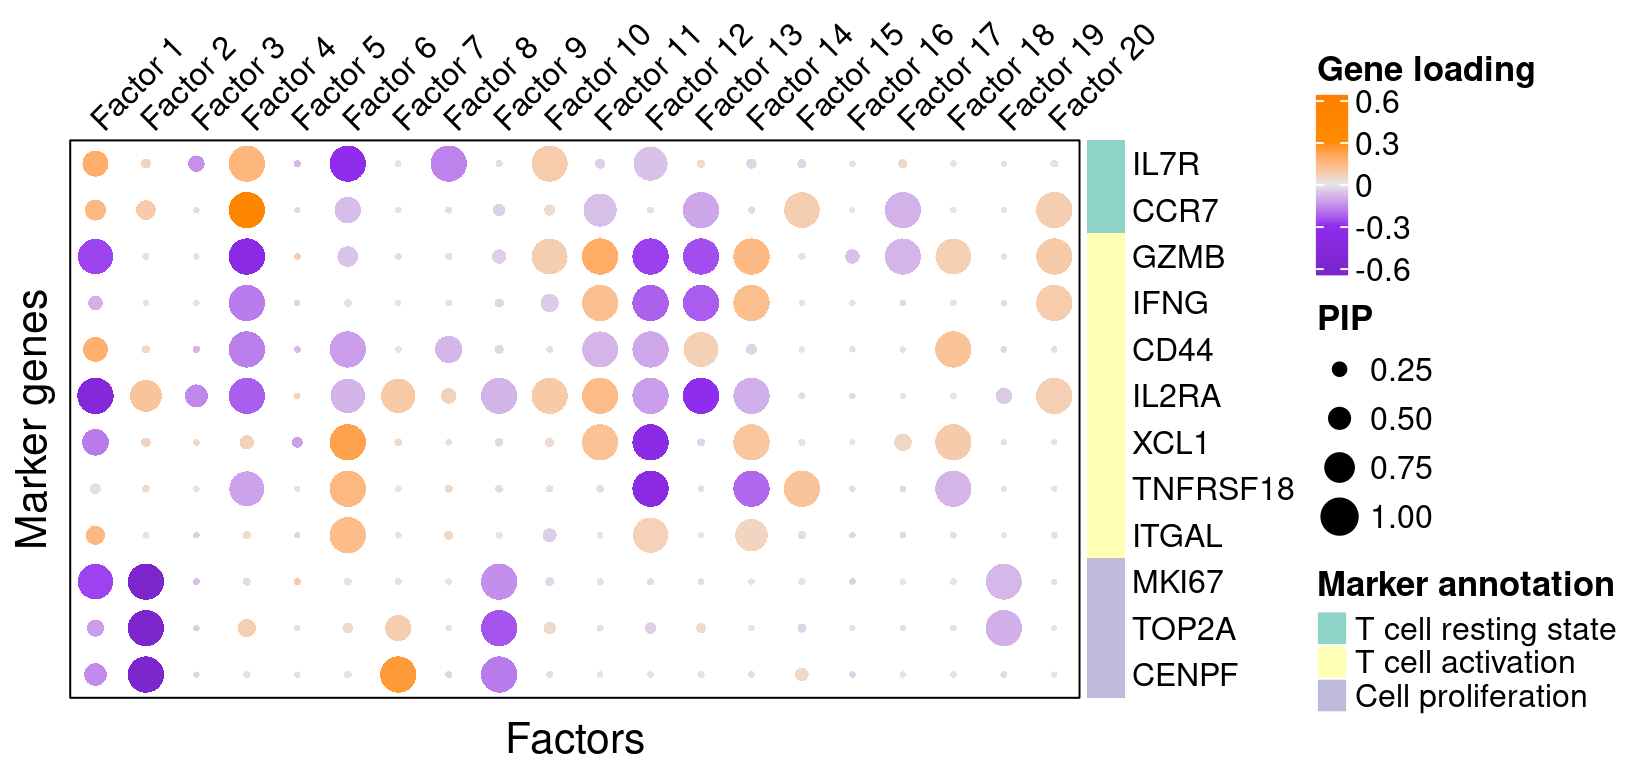 Factor 1
Factor 2
Factor 3
Factor 4
Factor 5
Factor 6
Factor 7
Factor 8
Factor 9
Factor 10
Factor 11
Factor 12
Factor 13
Factor 14
Factor 15
Factor 16
Factor 17
Factor 18
Factor 19
Factor 20
Marker genes
IL7R
CCR7
GZMB
IFNG
CD44
IL2RA
XCL1
TNFRSF18
ITGAL
MKI67
TOP2A
CENPF
Factors
Gene loading
0.6
0.3
0
-0.3
-0.6
PIP
0.25
0.50
0.75
1.00
Marker annotation
T cell resting state
T cell activation
Cell proliferation